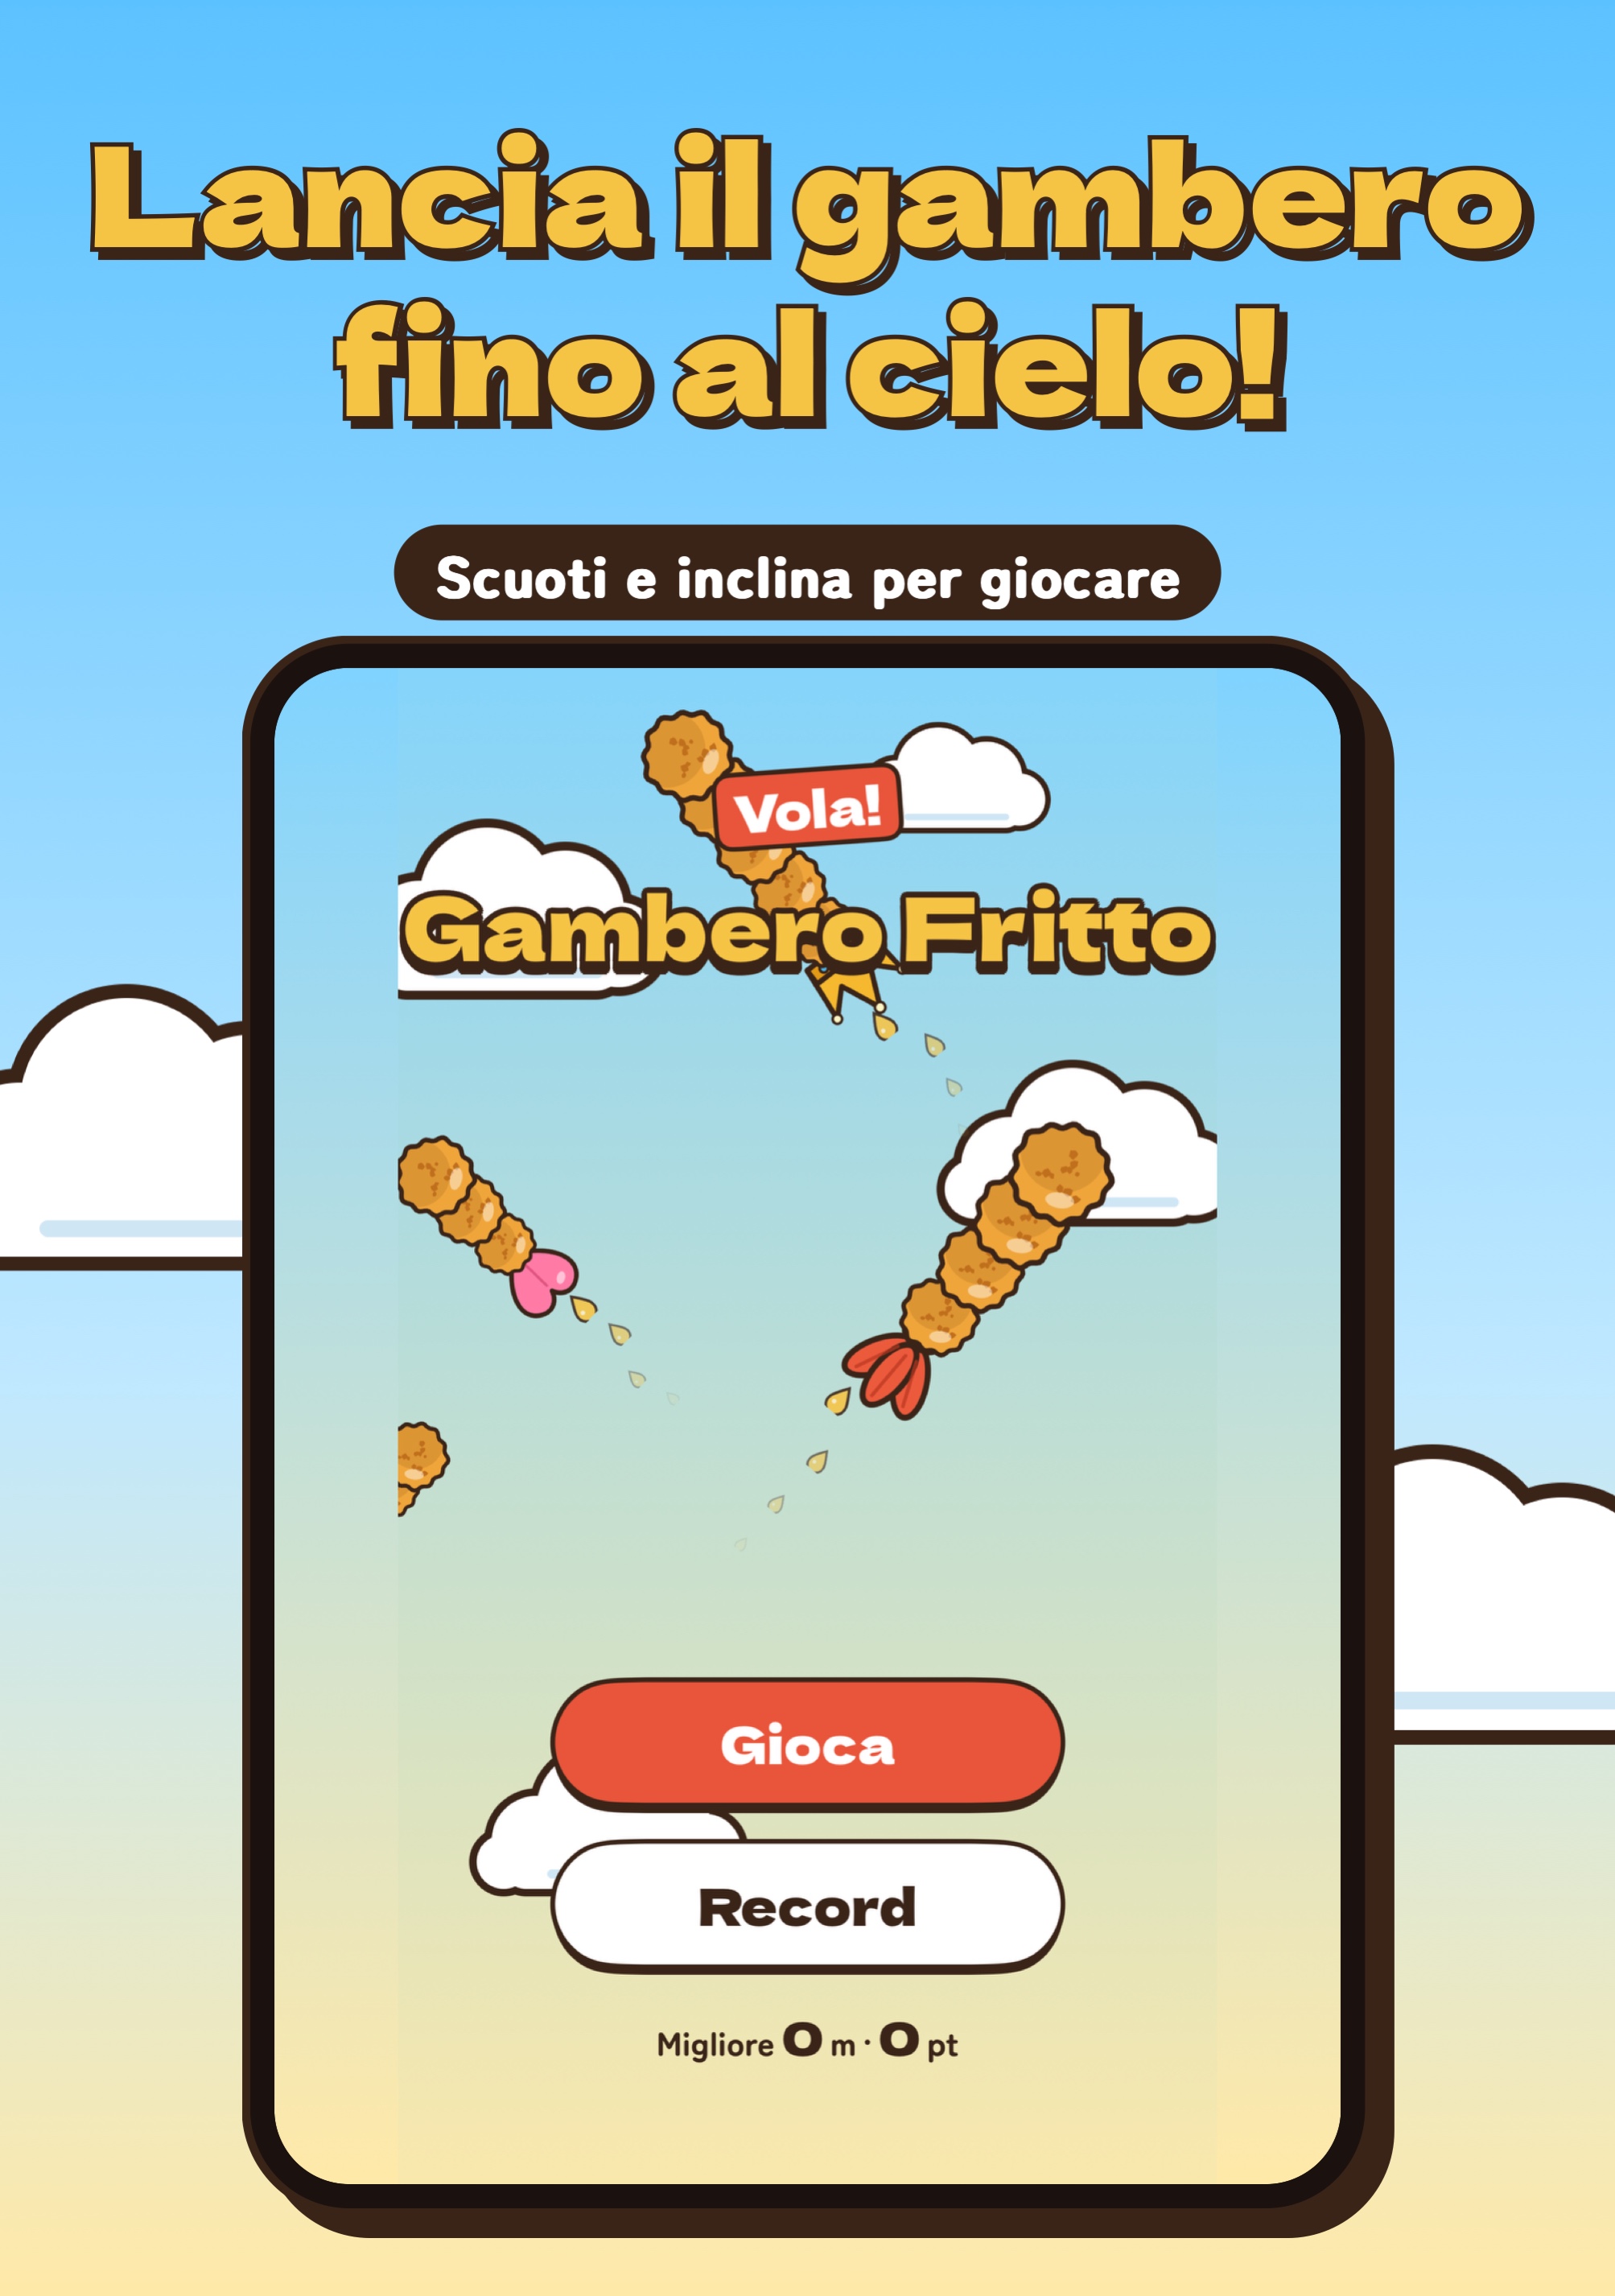 Lancia il gambero
fino al cielo!
Scuoti e inclina per giocare
Vola!
Gambero Fritto
Gioca
Record
Migliore 0 m · 0 pt